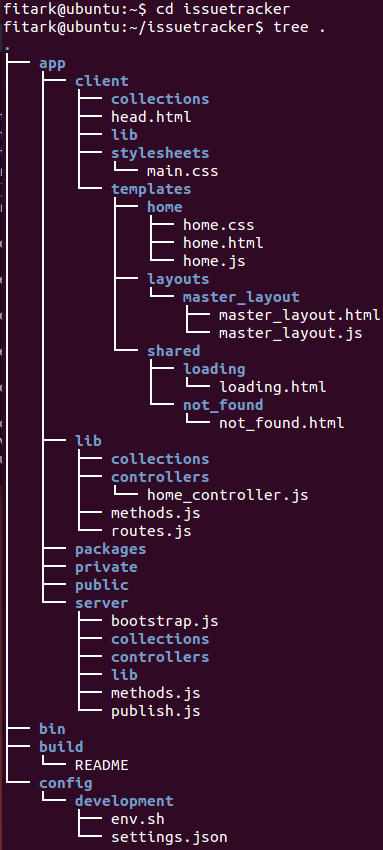 fitark@ubuntu:~$ cd issuetracker
fitark@ubuntu:~/issuetracker$ tree .
.
├── app
│   ├── client
│   │   ├── collections
│   │   ├── head.html
│   │   ├── lib
│   │   ├── stylesheets
│   │   │   └── main.css
│   │   └── templates
│   │       ├── home
│   │       │   ├── home.css
│   │       │   ├── home.html
│   │       │   └── home.js
│   │       ├── layouts
│   │       │   └── master_layout
│   │       │       ├── master_layout.html
│   │       │       └── master_layout.js
│   │       └── shared
│   │           ├── loading
│   │           │   └── loading.html
│   │           └── not_found
│   │               └── not_found.html
│   ├── lib
│   │   ├── collections
│   │   ├── controllers
│   │   │   └── home_controller.js
│   │   ├── methods.js
│   │   └── routes.js
│   ├── packages
│   ├── private
│   ├── public
│   └── server
│       ├── bootstrap.js
│       ├── collections
│       ├── controllers
│       ├── lib
│       ├── methods.js
│       └── publish.js
├── bin
├── build
│   └── README
└── config
    └── development
        ├── env.sh
        └── settings.json